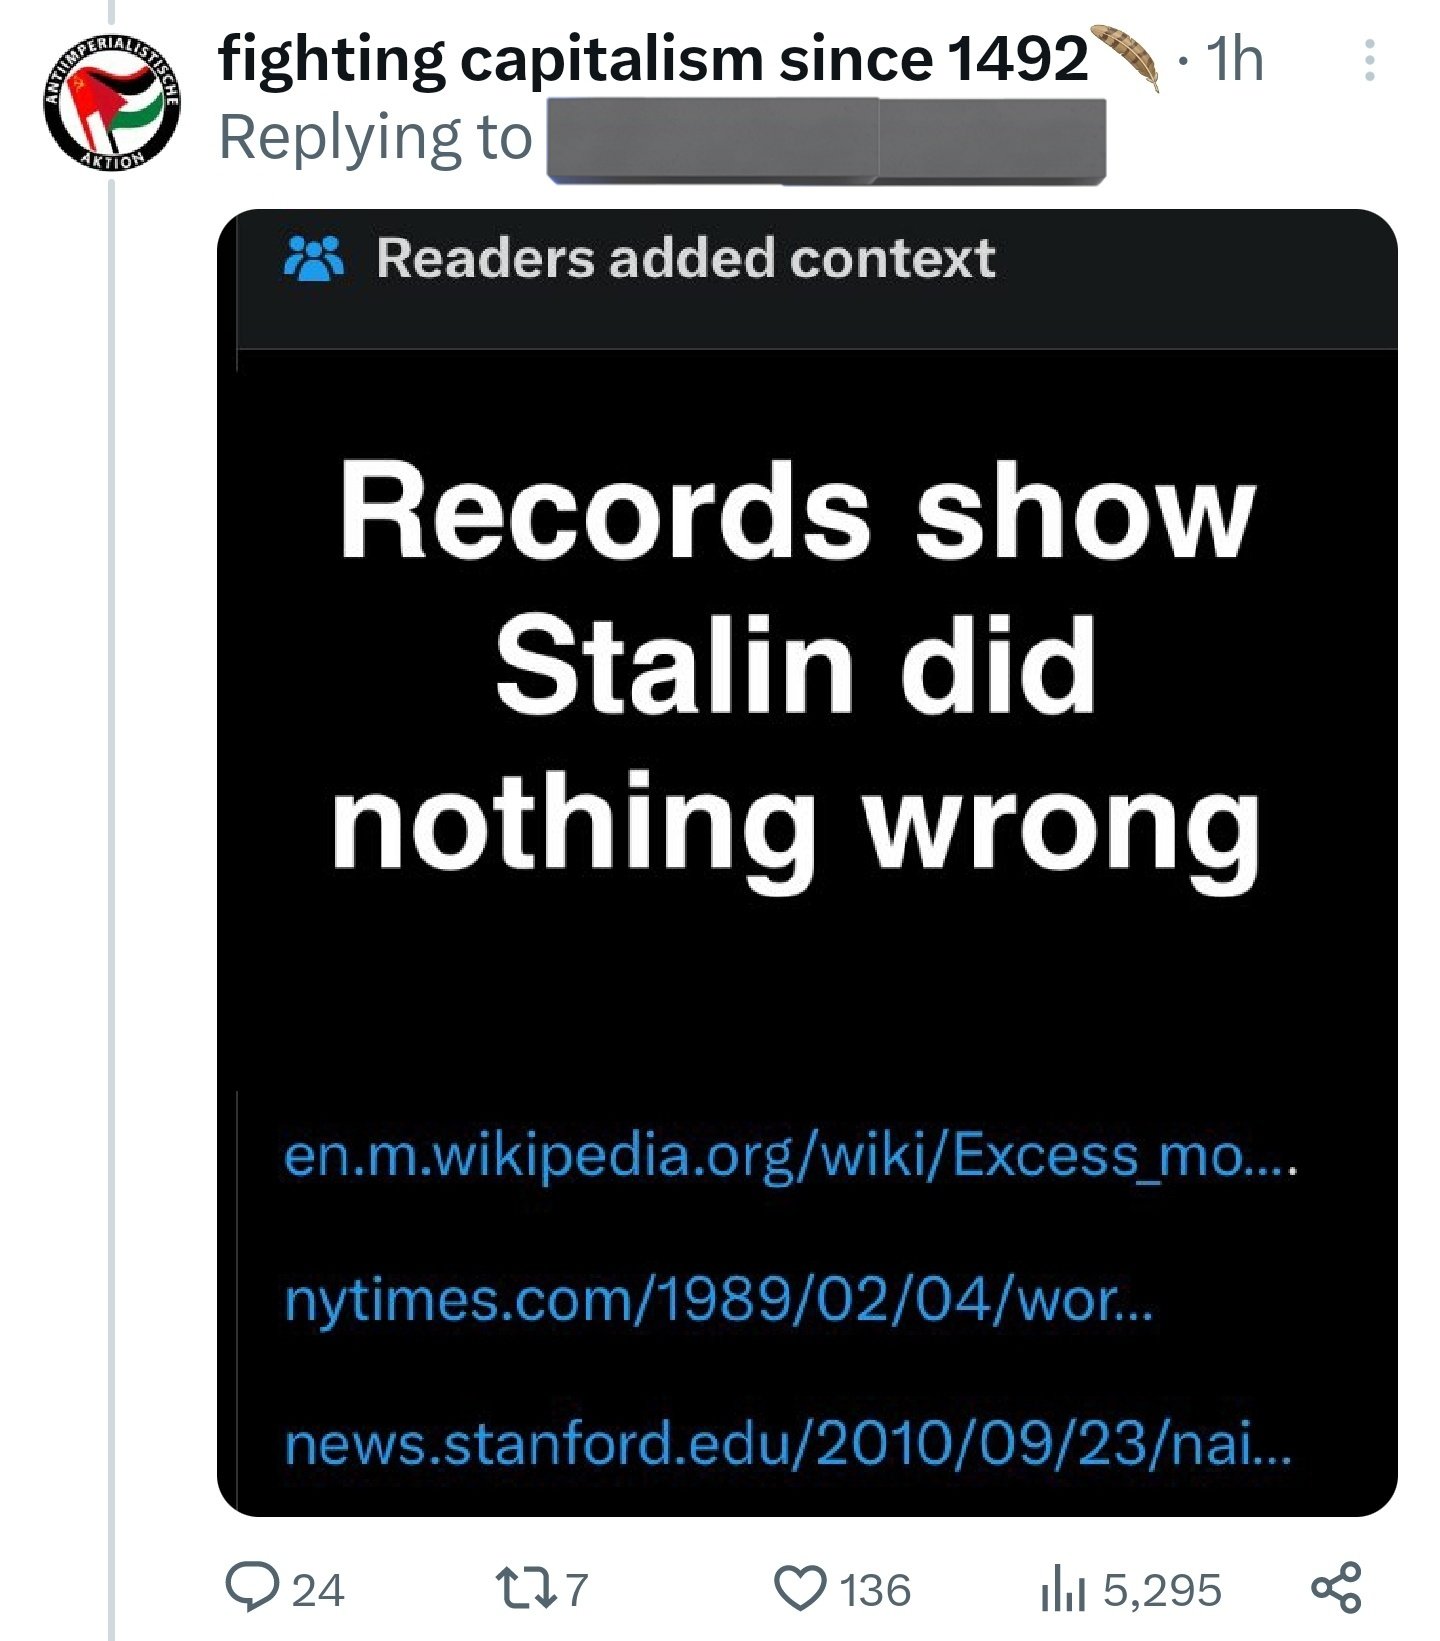 ANTIIMPERIALISTISCHE
AKTION
fighting capitalism since 1492 · 1h
Replying to
Readers added context
Records show
Stalin did
nothing wrong
en.m.wikipedia.org/wiki/Excess_mo....
nytimes.com/1989/02/04/wor...
news.stanford.edu/2010/09/23/nai...
24 7 136 5,295